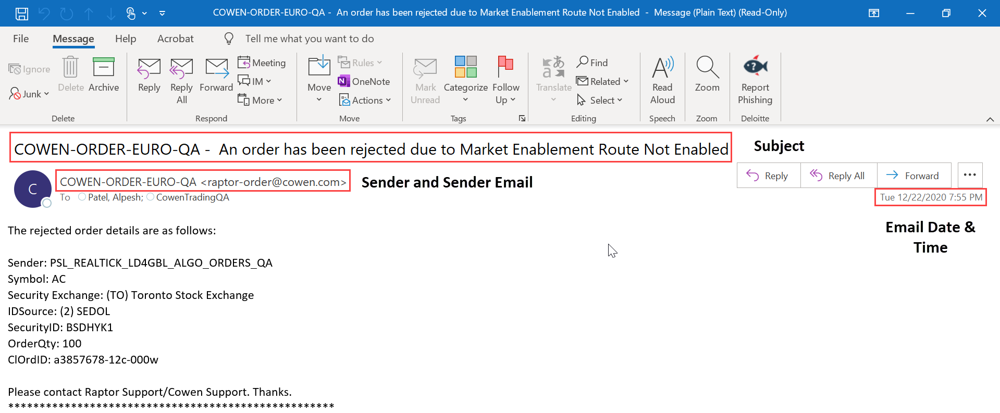 COWEN-ORDER-EURO-QA - An order has been rejected due to Market Enablement Route Not Enabled - Message (Plain Text) (Read-Only)
File Message Help Acrobat Tell me what you want to do
Ignore
Junk
Delete
Archive
Delete
Reply
Reply All
Forward
Meeting
IM
More
Respond
Move
Rules
OneNote
Actions
Move
Mark Unread
Categorize
Follow Up
Tags
Translate
Find
Related
Select
Editing
Read Aloud
Speech
Zoom
Zoom
Report Phishing
Deloitte
COWEN-ORDER-EURO-QA - An order has been rejected due to Market Enablement Route Not Enabled
Subject
C
COWEN-ORDER-EURO-QA <raptor-order@cowen.com>
Sender and Sender Email
Reply
Reply All
Forward
To Patel, Alpesh; CowenTradingQA
Tue 12/22/2020 7:55 PM
Email Date &
Time
The rejected order details are as follows:
Sender: PSL_REALTICK_LD4GBL_ALGO_ORDERS_QA
Symbol: AC
Security Exchange: (TO) Toronto Stock Exchange
IDSource: (2) SEDOL
SecurityID: BSDHYK1
OrderQty: 100
ClOrdID: a3857678-12c-000w
Please contact Raptor Support/Cowen Support. Thanks.
****************************************************